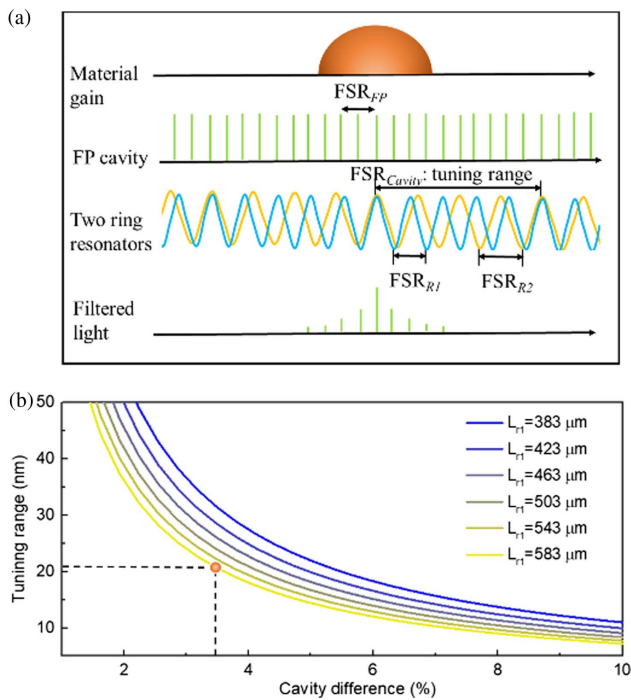 (a)
Material
gain
FSR_FP
FP cavity
FSR_Cavity: tuning range
Two ring
resonators
FSR_R1
FSR_R2
Filtered
light
(b)
50
40
30
20
10
Tuninng range (nm)
L_r1=383 μm
L_r1=423 μm
L_r1=463 μm
L_r1=503 μm
L_r1=543 μm
L_r1=583 μm
2
4
6
8
10
Cavity difference (%)